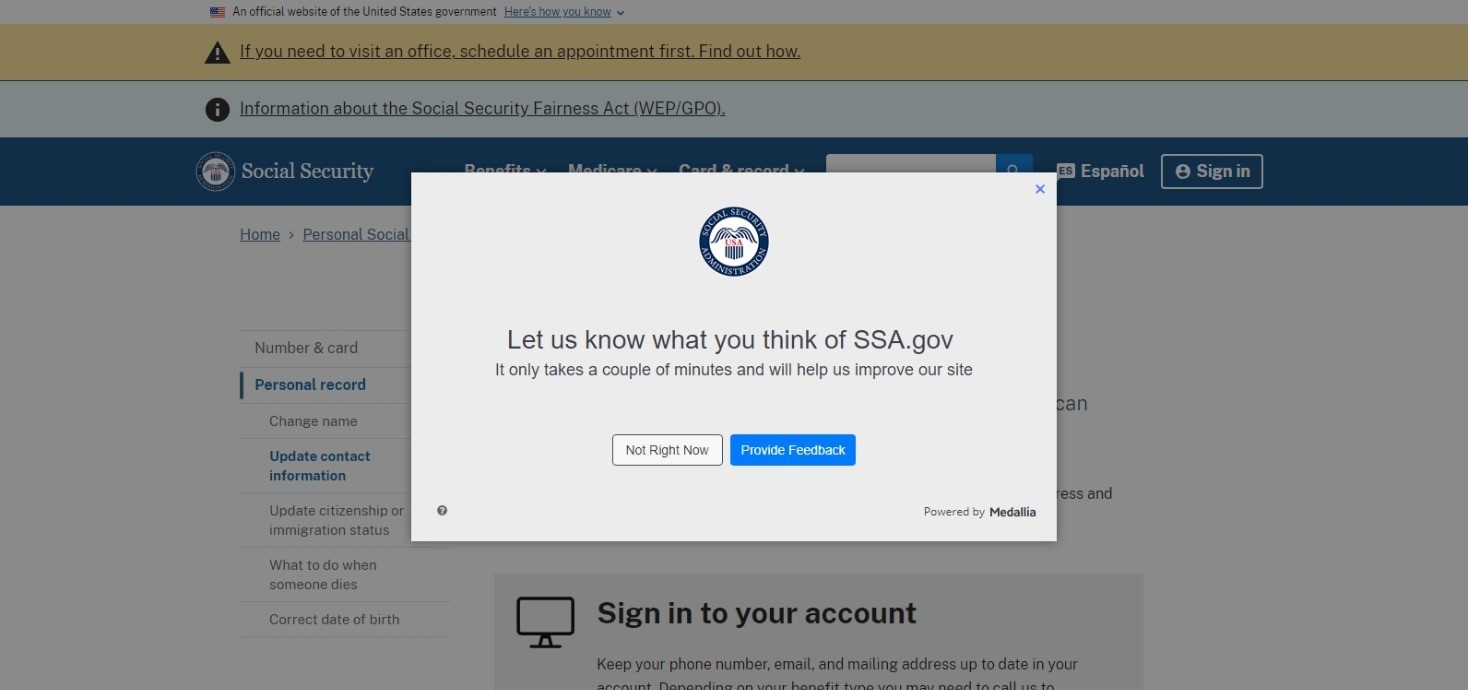 An official website of the United States government Here's how you know
If you need to visit an office, schedule an appointment first. Find out how.
Information about the Social Security Fairness Act (WEP/GPO).
Social Security
Benefits
Medicare
Card & record
ES Español
Sign in
Home > Personal Social
Number & card
Personal record
Change name
Update contact
information
Update citizenship or
immigration status
What to do when
someone dies
Correct date of birth
SOCIAL SECURITY
USA
ADMINISTRATION
Let us know what you think of SSA.gov
It only takes a couple of minutes and will help us improve our site
Not Right Now
Provide Feedback
Powered by Medallia
can
and
Sign in to your account
Keep your phone number, email, and mailing address up to date in your
account. Depending on your benefit type you may need to call us to